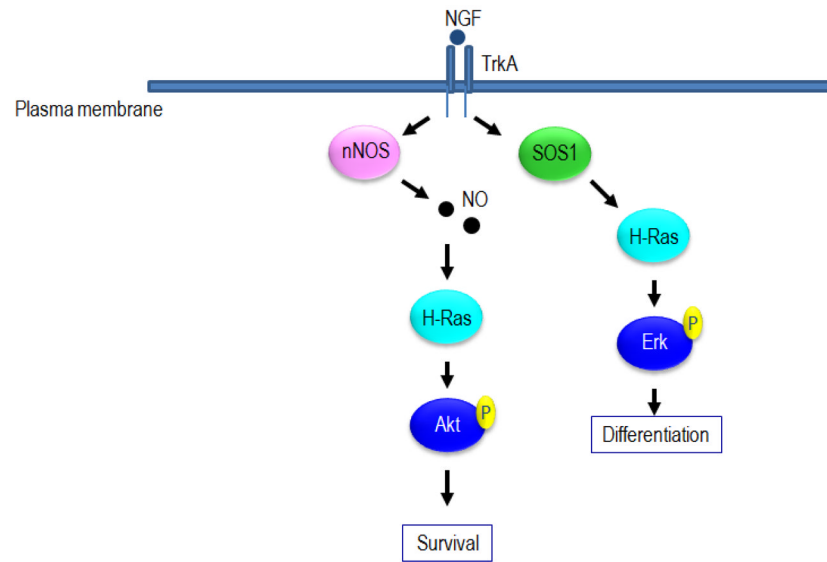 NGF
TrkA
Plasma membrane
nNOS
SOS1
NO
H-Ras
H-Ras
P
Erk
P
Akt
Differentiation
Survival